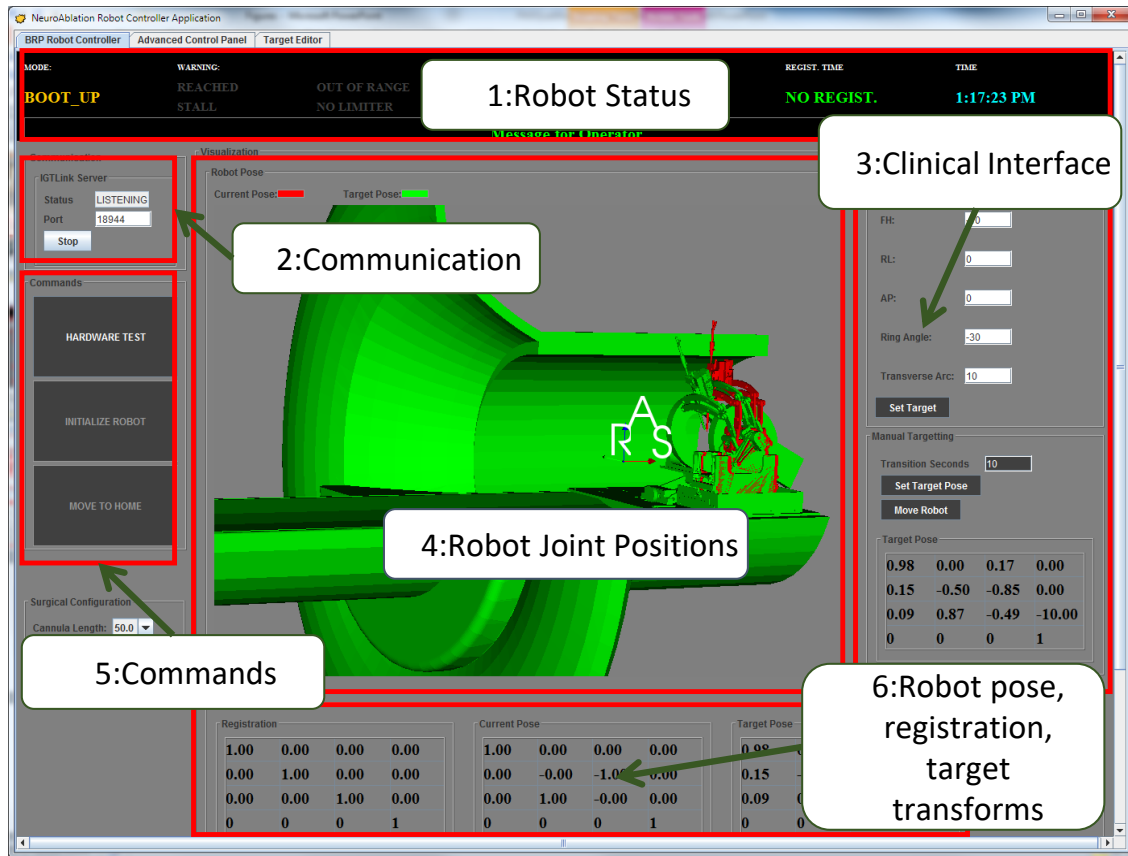 NeuroAblation Robot Controller Application
Microsoft PowerPoint
BRP Robot Controller Advanced Control Panel Target Editor
MODE: WARNING: REGIST. TIME TIME
REACHED OUT OF RANGE
BOOT_UP NO REGIST. 1:17:23 PM
STALL NO LIMITER
1:Robot Status
Message for Operator
Communication
IGTLink Server
Status LISTENING
Port 18944
Stop
2:Communication
Visualization
Robot Pose
Current Pose: Target Pose:
3:Clinical Interface
FH:
RL: 0
AP: 0
Ring Angle: -30
Transverse Arc: 10
Set Target
Commands
HARDWARE TEST
INITIALIZE ROBOT
MOVE TO HOME
R A S
4:Robot Joint Positions
Manual Targetting
Transition Seconds 10
Set Target Pose
Move Robot
Target Pose
0.98 0.00 0.17 0.00
0.15 -0.50 -0.85 0.00
0.09 0.87 -0.49 -10.00
0 0 0 1
Surgical Configuration
Cannula Length: 50.0
5:Commands
6:Robot pose,
registration,
target
transforms
Registration
1.00 0.00 0.00 0.00
0.00 1.00 0.00 0.00
0.00 0.00 1.00 0.00
0 0 0 1
Current Pose
1.00 0.00 0.00 0.00
0.00 -0.00 -1.00 0.00
0.00 1.00 -0.00 0.00
0 0 0 1
Target Pose
0.98
0.15
0.09
0